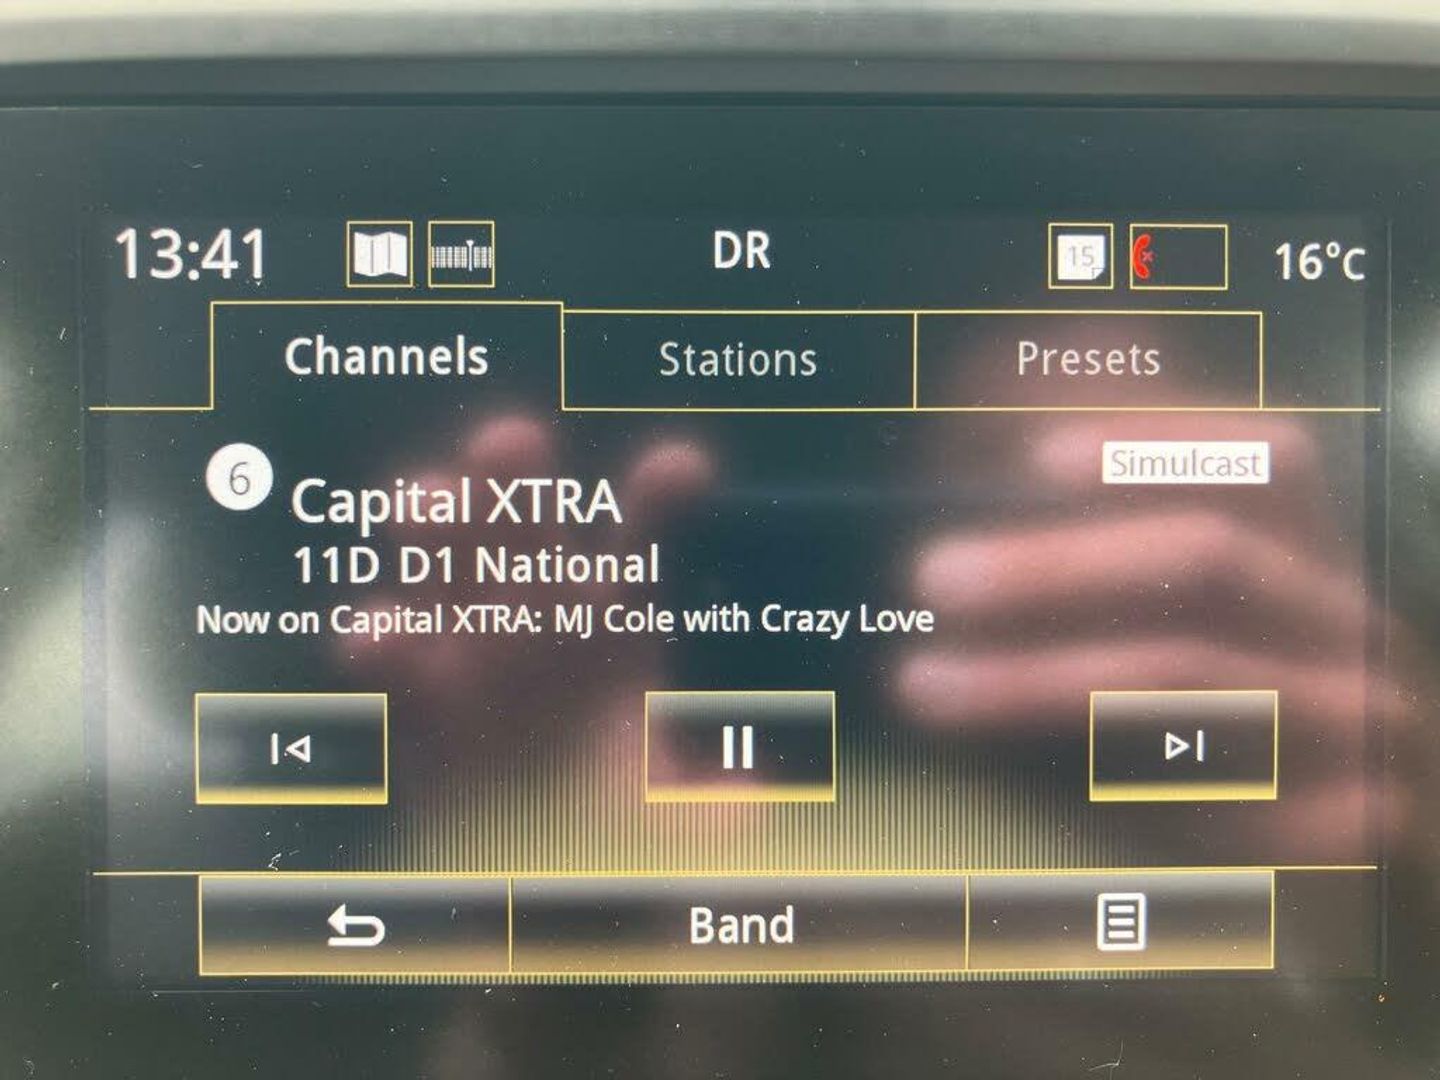 13:41 DR 15 16°C
Channels Stations Presets
6 Simulcast
Capital XTRA
11D D1 National
Now on Capital XTRA: MJ Cole with Crazy Love
Band